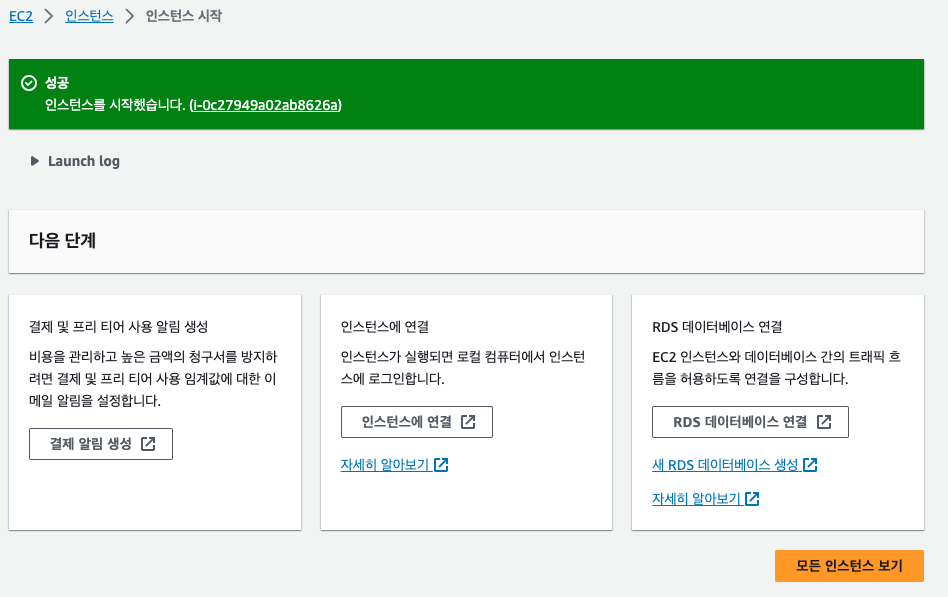 EC2 > 인스턴스 > 인스턴스 시작
성공
인스턴스를 시작했습니다. (i-0c27949a02ab8626a)
Launch log
다음 단계
결제 및 프리 티어 사용 알림 생성
비용을 관리하고 높은 금액의 청구서를 방지하
려면 결제 및 프리 티어 사용 임계값에 대한 이
메일 알림을 설정합니다.
결제 알림 생성
인스턴스에 연결
인스턴스가 실행되면 로컬 컴퓨터에서 인스턴
스에 로그인합니다.
인스턴스에 연결
자세히 알아보기
RDS 데이터베이스 연결
EC2 인스턴스와 데이터베이스 간의 트래픽 흐
름을 허용하도록 연결을 구성합니다.
RDS 데이터베이스 연결
새 RDS 데이터베이스 생성
자세히 알아보기
모든 인스턴스 보기